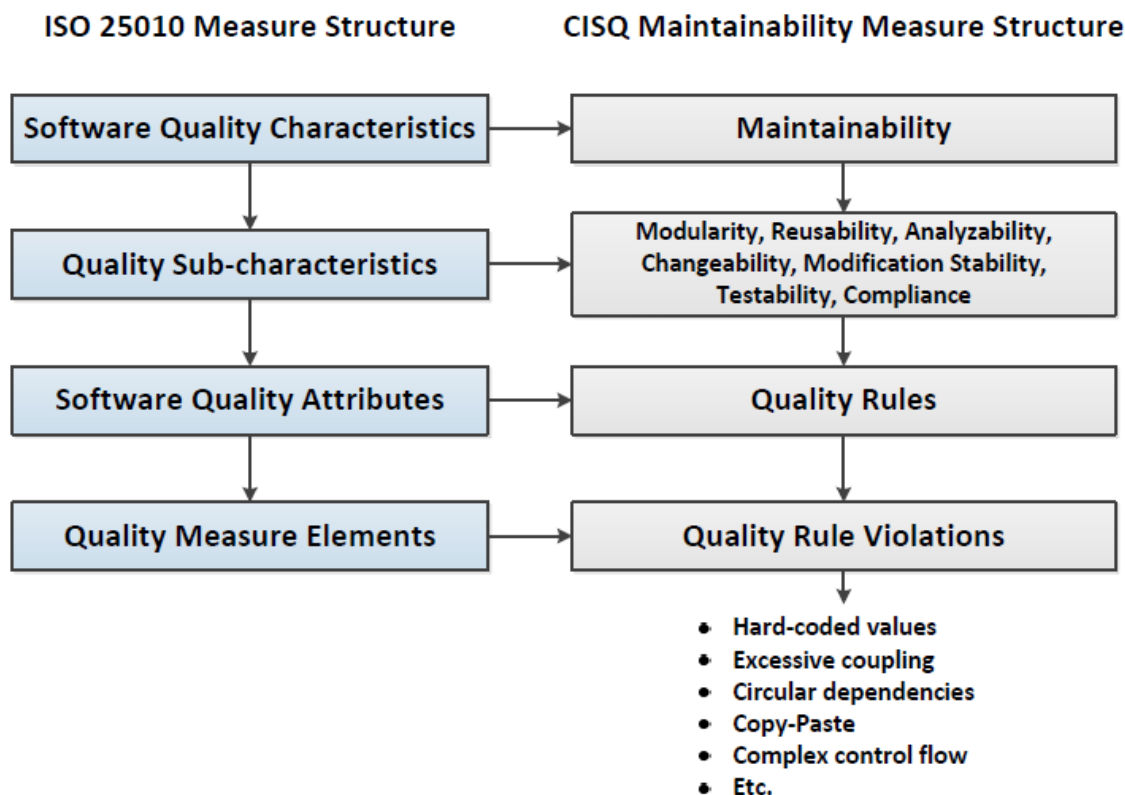 ISO 25010 Measure Structure
CISQ Maintainability Measure Structure
Software Quality Characteristics
Maintainability
Quality Sub-characteristics
Modularity, Reusability, Analyzability,
Changeability, Modification Stability,
Testability, Compliance
Software Quality Attributes
Quality Rules
Quality Measure Elements
Quality Rule Violations
• Hard-coded values
• Excessive coupling
• Circular dependencies
• Copy-Paste
• Complex control flow
• Etc.